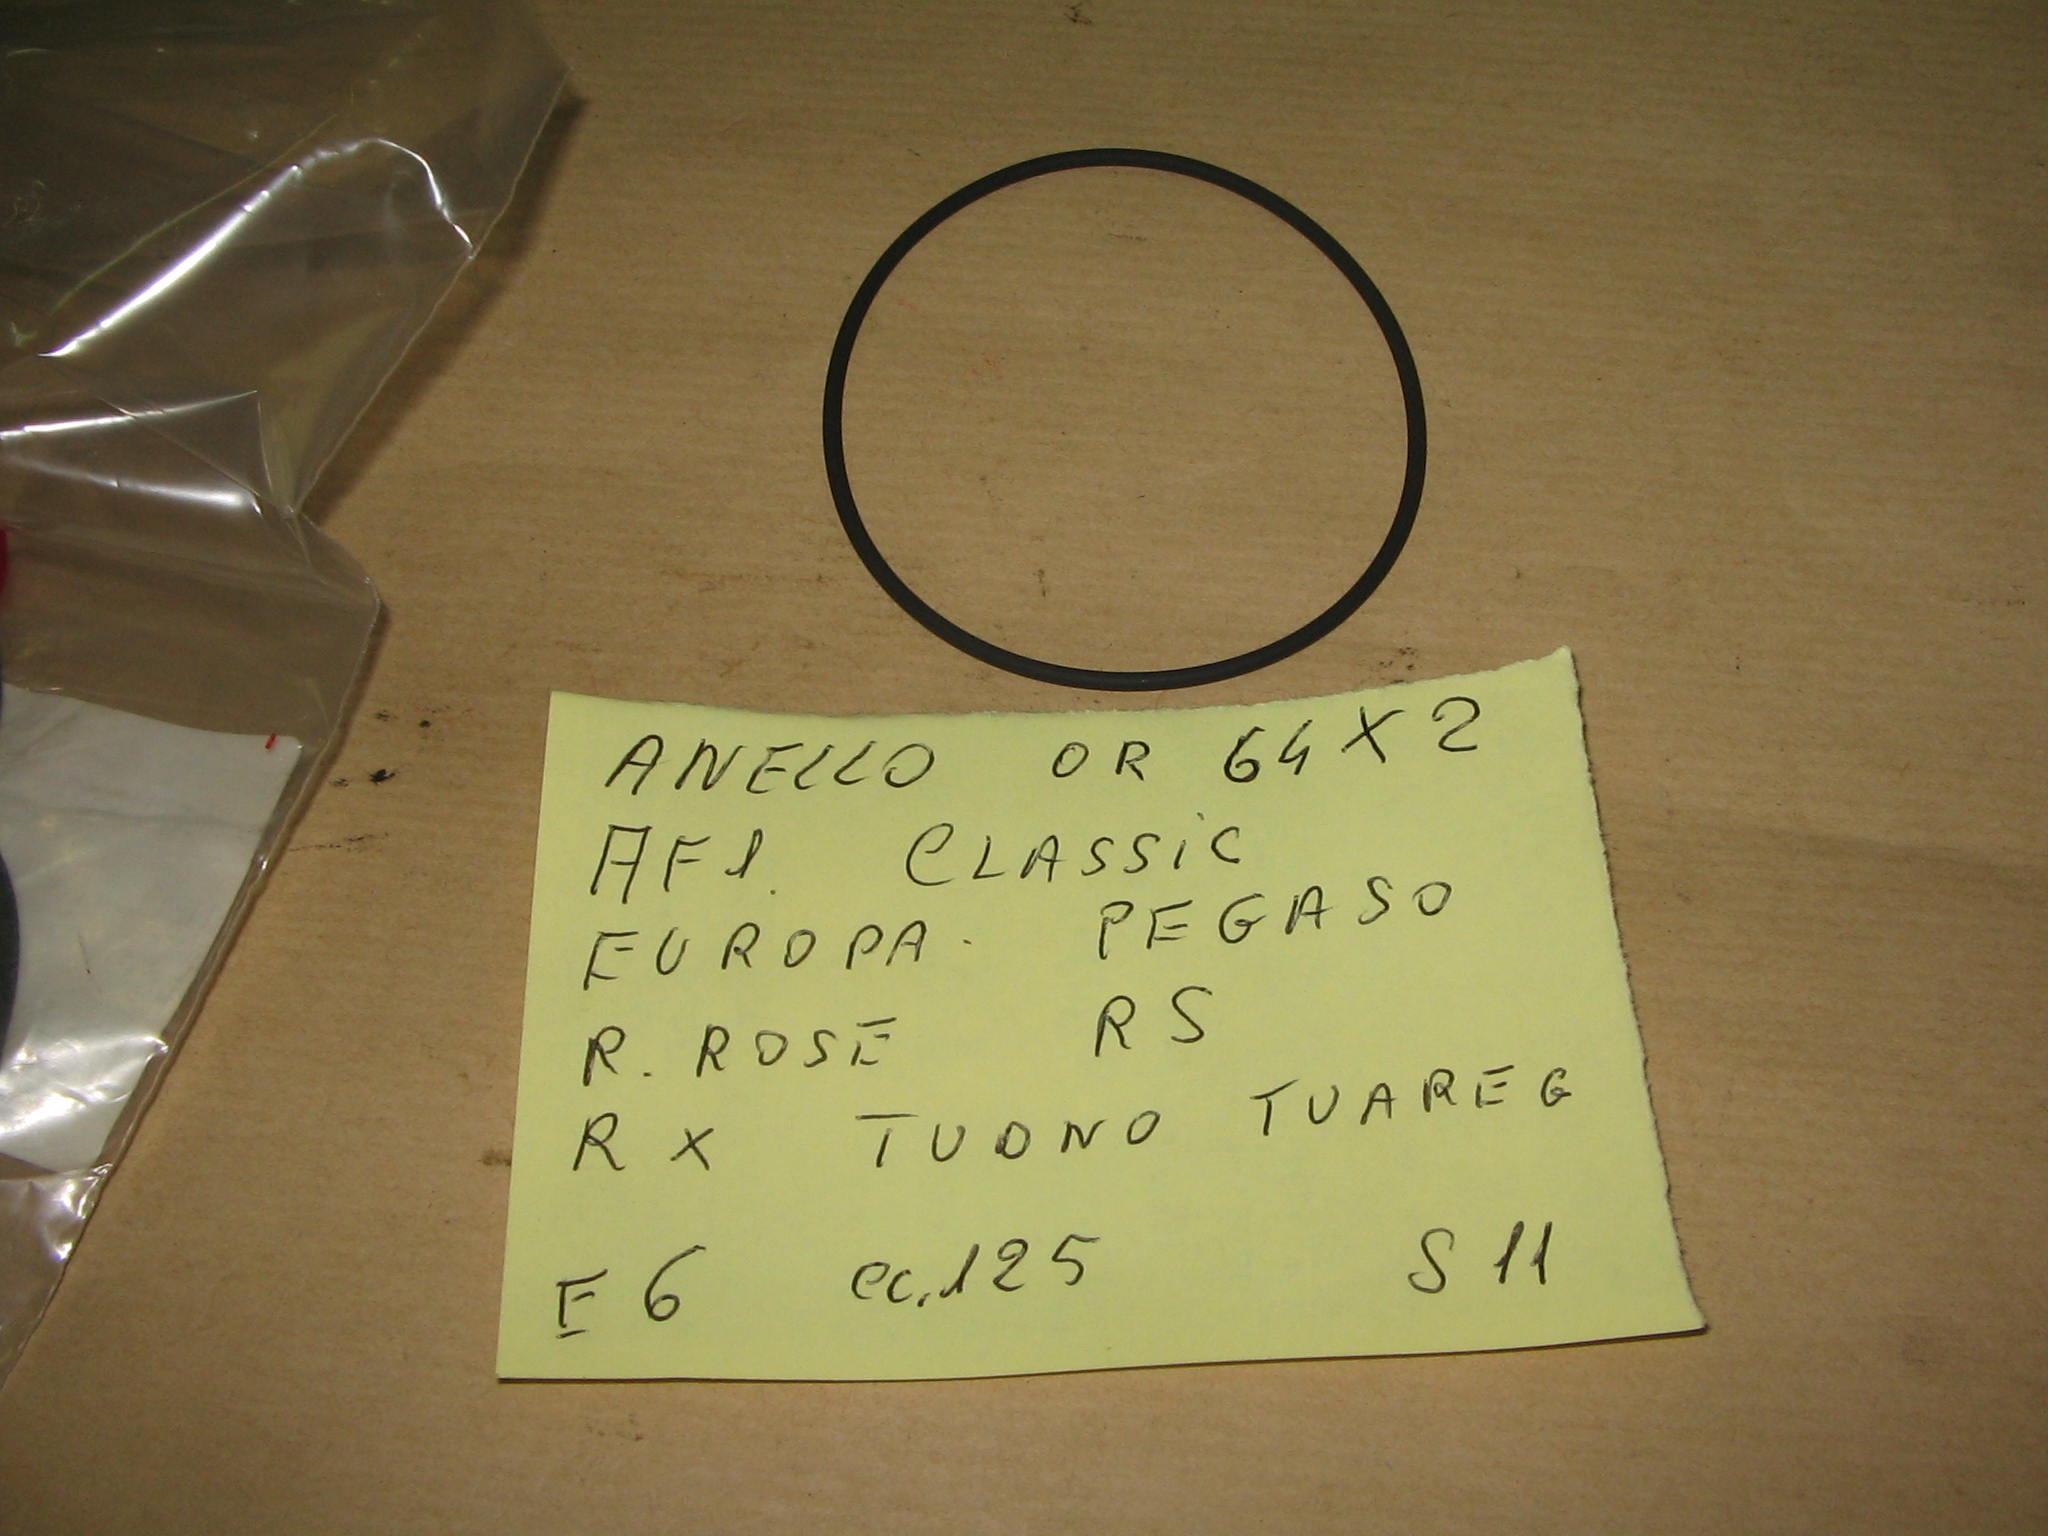 ANELLO OR 64X2
AF1. CLASSiC
EUROPA. PEGASO
R. ROSE RS
RX TUONO TUAREG
E6 cc.125 S11